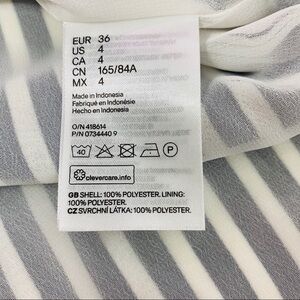 EUR 36
US 4
CA 4
CN 165/84A
MX 4
Made in Indonesia
Fabriqué en Indonésie
Hecho en Indonesia
O/N 418614
P/N 0734440 9
40 P
clevercare.info
GB SHELL: 100% POLYESTER. LINING:
100% POLYESTER.
CZ SVRCHNÍ LÁTKA: 100% POLYESTER.